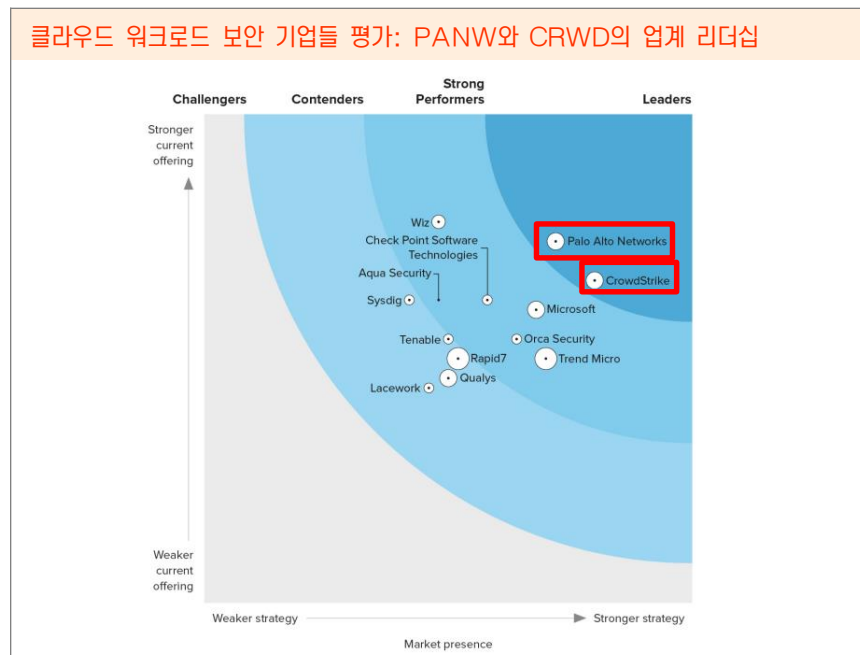 클라우드 워크로드 보안 기업들 평가: PANW와 CRWD의 업계 리더십
Challengers
Contenders
Strong
Performers
Leaders
Stronger
current
offering
Wiz
Check Point Software
Technologies
Palo Alto Networks
Aqua Security
CrowdStrike
Sysdig
Microsoft
Tenable
Orca Security
Rapid7
Trend Micro
Qualys
Lacework
Weaker
current
offering
Weaker strategy
Stronger strategy
Market presence